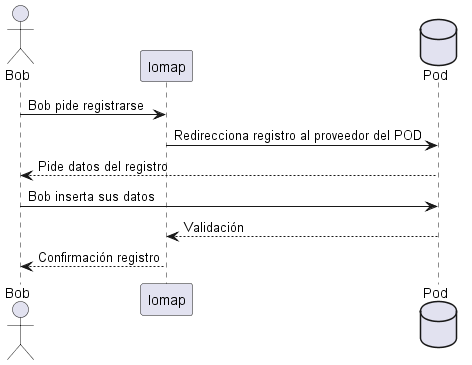 Bob
lomap
Pod
Bob pide registrarse
Redirecciona registro al proveedor del POD
Pide datos del registro
Bob inserta sus datos
Validación
Confirmación registro
Bob
lomap
Pod